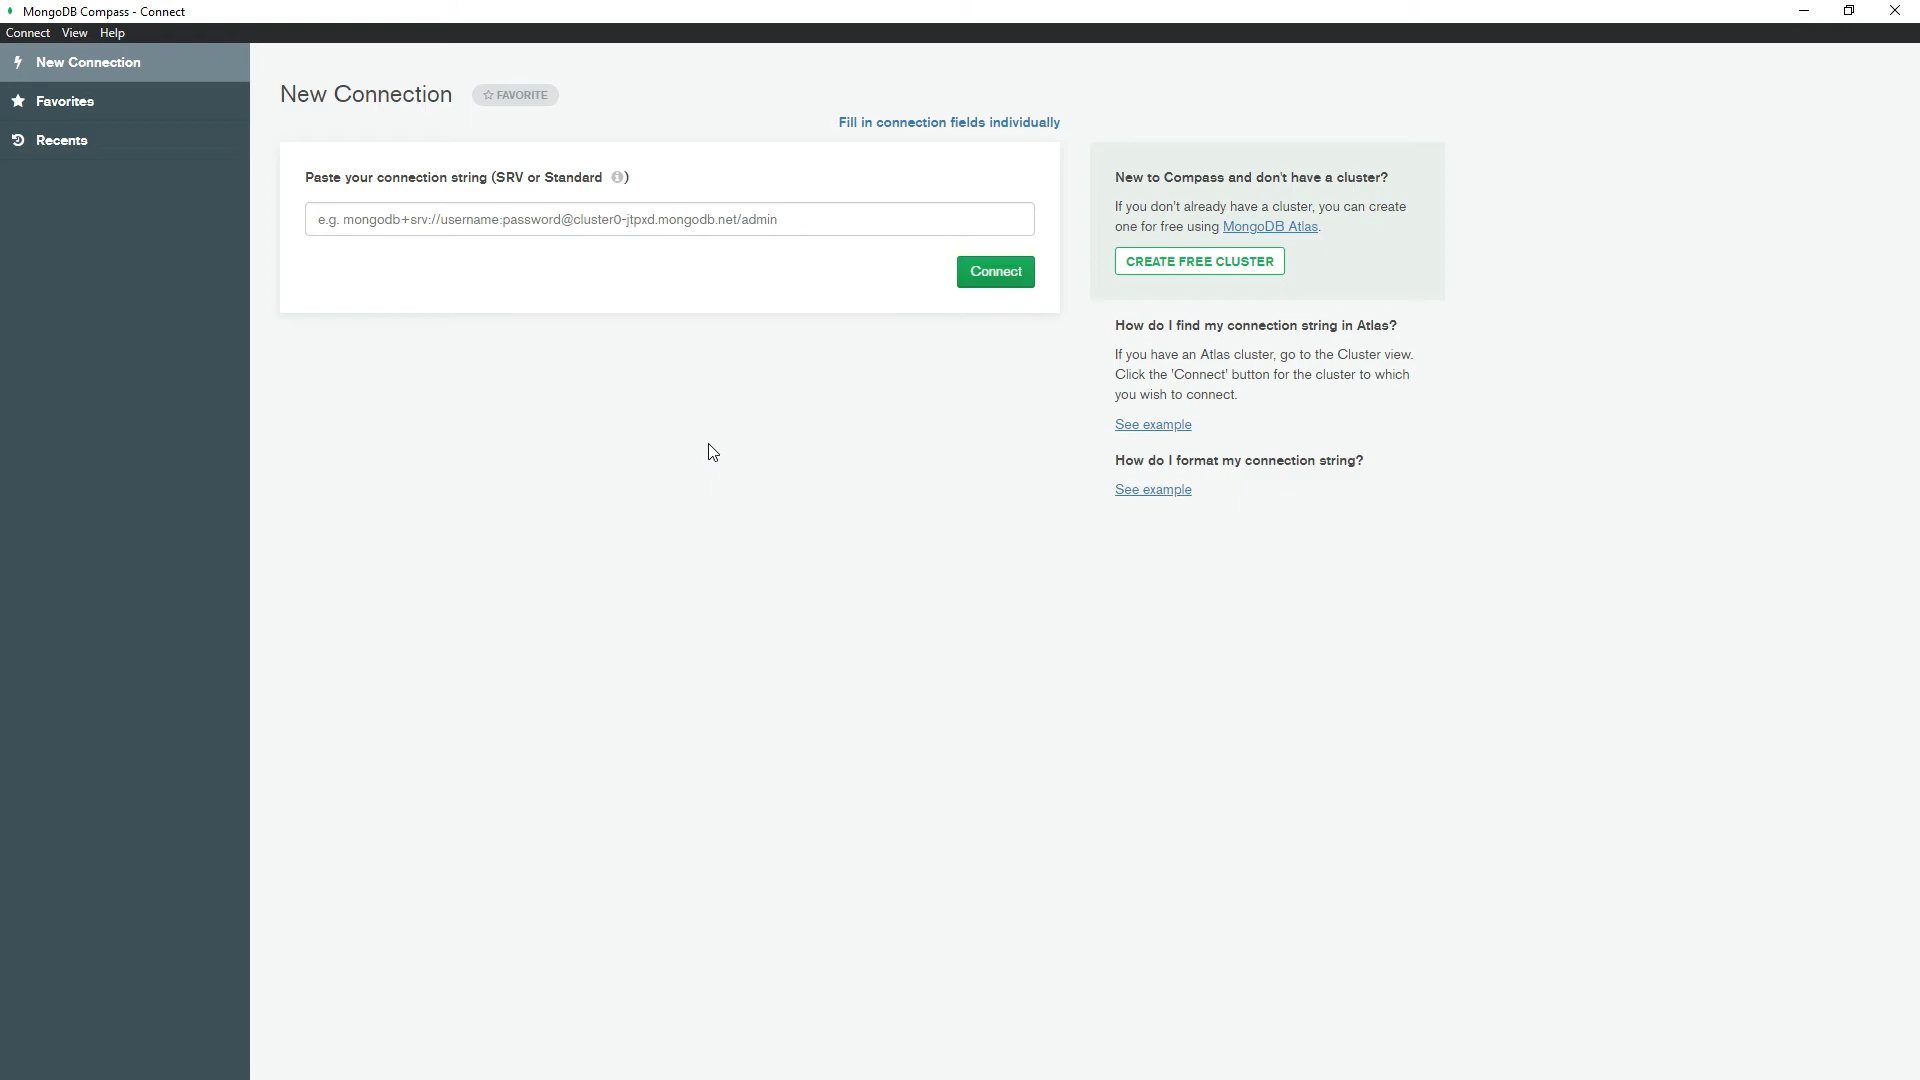 MongoDB Compass - Connect
Connect View Help
New Connection
Favorites
Recents
New Connection
FAVORITE
Fill in connection fields individually
Paste your connection string (SRV or Standard )
e.g. mongodb+srv://username:password@cluster0-jtpxd.mongodb.net/admin
Connect
New to Compass and don't have a cluster?
If you don't already have a cluster, you can create
one for free using MongoDB Atlas.
CREATE FREE CLUSTER
How do I find my connection string in Atlas?
If you have an Atlas cluster, go to the Cluster view.
Click the 'Connect' button for the cluster to which
you wish to connect.
See example
How do I format my connection string?
See example